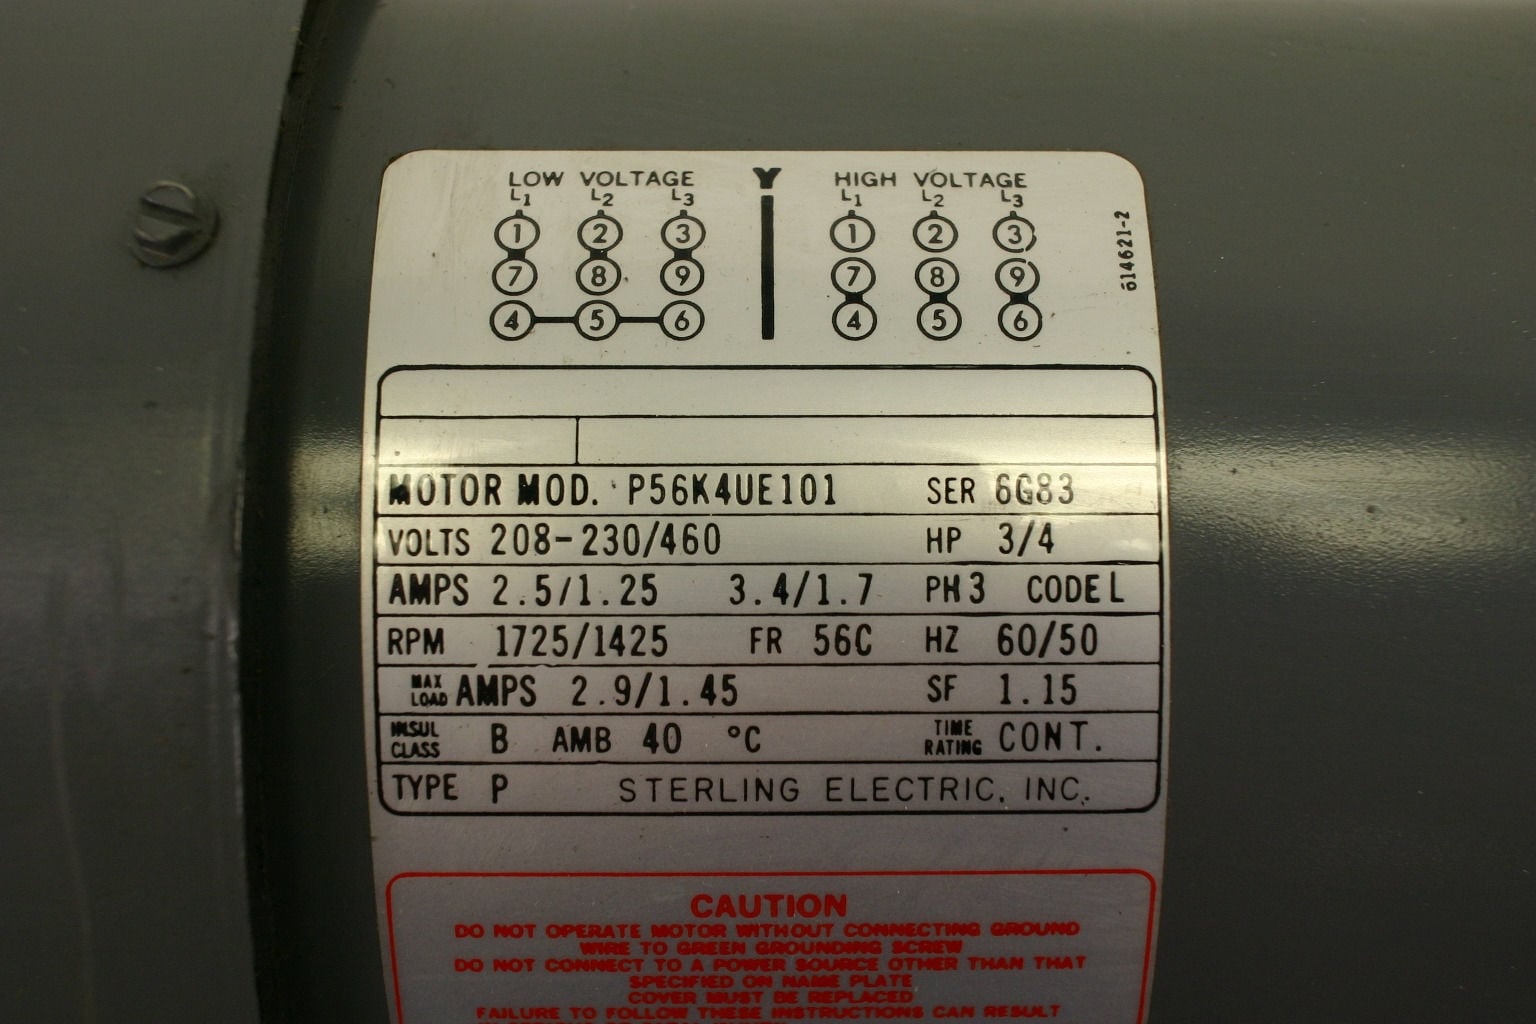 LOW VOLTAGE Y HIGH VOLTAGE
L1 L2 L3 L1 L2 L3
1 2 3 1 2 3
7 8 9 7 8 9
4 5 6 4 5 6
614621-2
MOTOR MOD. P56K4UE101 SER 6G83
VOLTS 208-230/460 HP 3/4
AMPS 2.5/1.25 3.4/1.7 PH 3 CODE L
RPM 1725/1425 FR 56C HZ 60/50
MAX LOAD AMPS 2.9/1.45 SF 1.15
INSUL CLASS B AMB 40 °C TIME RATING CONT.
TYPE P STERLING ELECTRIC, INC.
CAUTION
DO NOT OPERATE MOTOR WITHOUT CONNECTING GROUND
WIRE TO GREEN GROUNDING SCREW
DO NOT CONNECT TO A POWER SOURCE OTHER THAN THAT
SPECIFIED ON NAME PLATE
COVER MUST BE REPLACED
FAILURE TO FOLLOW THESE INSTRUCTIONS CAN RESULT